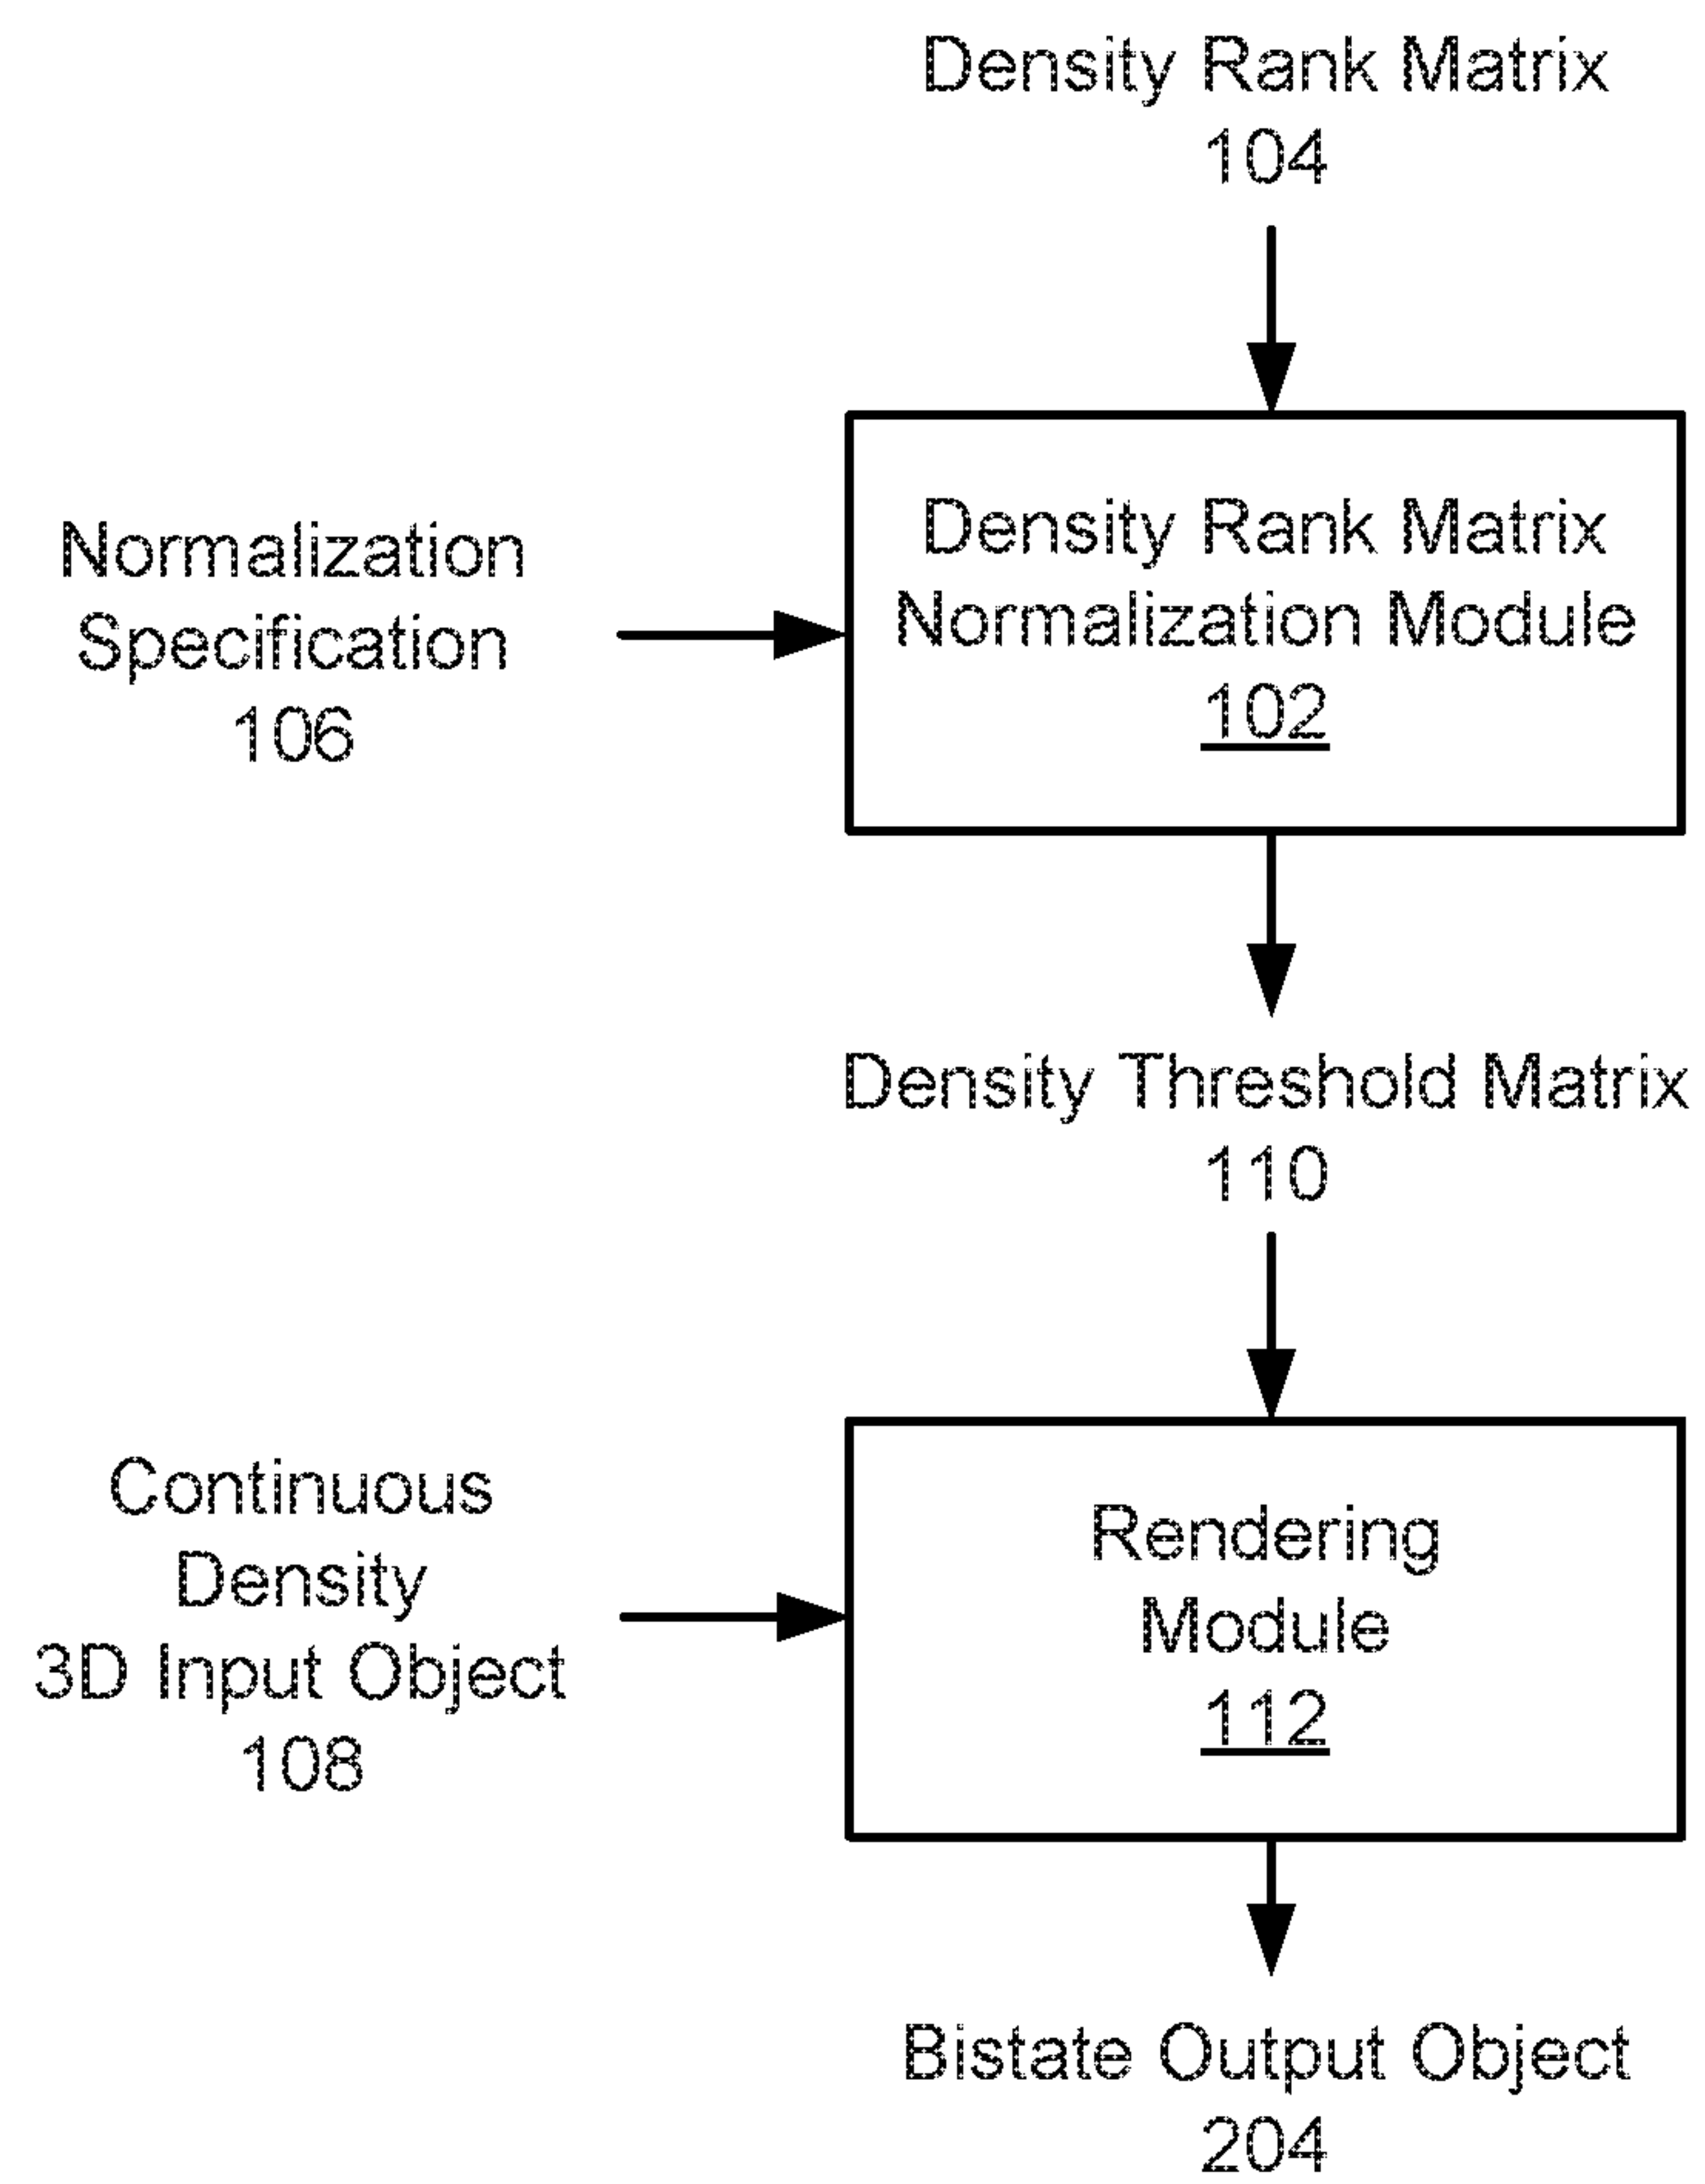 Density Rank Matrix
104
Normalization
Specification
106
Density Rank Matrix
Normalization Module
102
Density Threshold Matrix
110
Continuous
Density
3D Input Object
108
Rendering
Module
112
Bistate Output Object
204